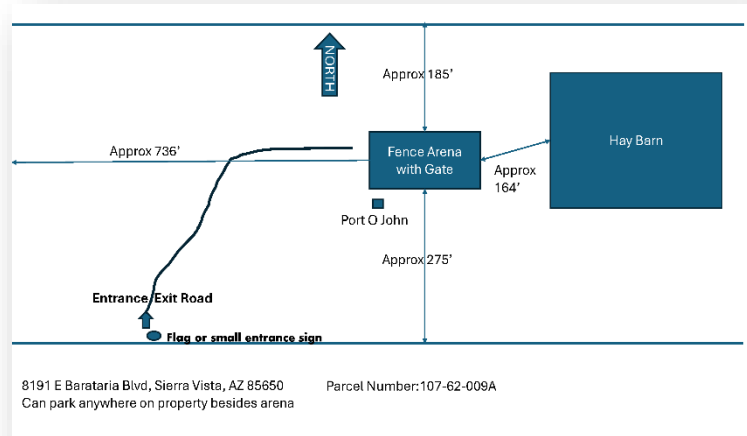 NORTH
Approx 185'
Hay Barn
Approx 736'
Fence Arena
with Gate
Approx
164'
Port O John
Approx 275'
Entrance/Exit Road
Flag or small entrance sign
8191 E Barataria Blvd, Sierra Vista, AZ 85650 Parcel Number:107-62-009A
Can park anywhere on property besides arena